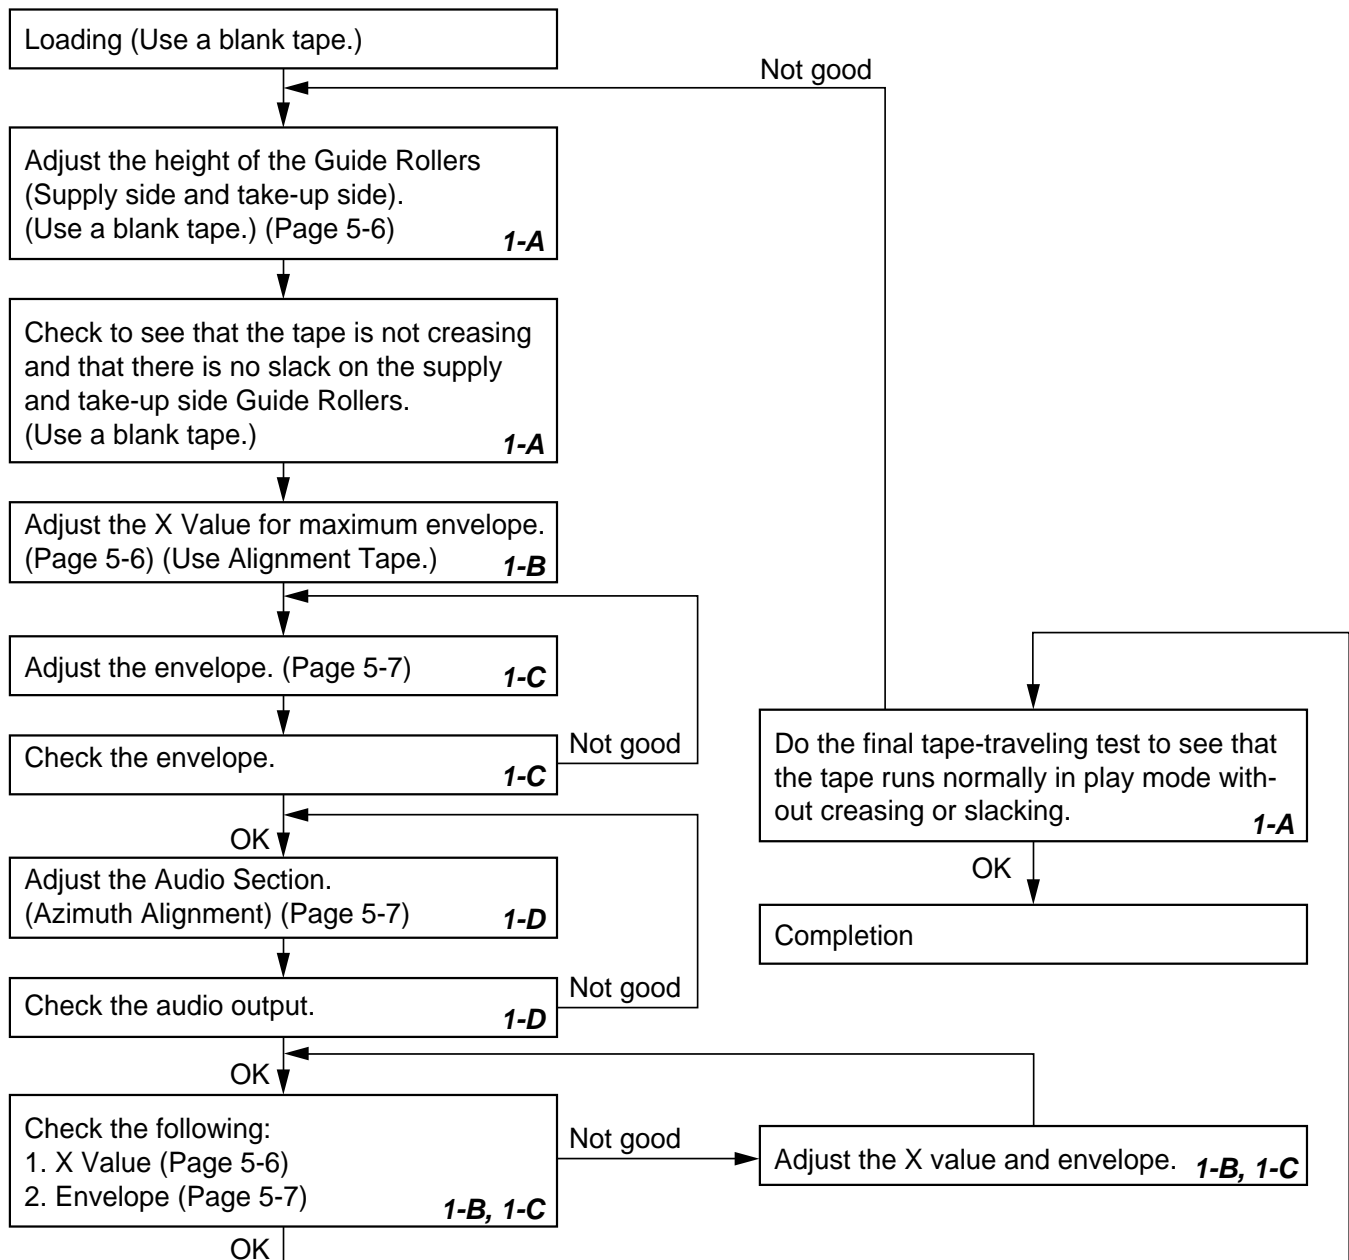 Loading (Use a blank tape.)
Not good
Adjust the height of the Guide Rollers
(Supply side and take-up side).
(Use a blank tape.) (Page 5-6)
1-A
Check to see that the tape is not creasing
and that there is no slack on the supply
and take-up side Guide Rollers.
(Use a blank tape.)
1-A
Adjust the X Value for maximum envelope.
(Page 5-6) (Use Alignment Tape.)
1-B
Adjust the envelope. (Page 5-7)
1-C
Check the envelope.
1-C
Not good
OK
Adjust the Audio Section.
(Azimuth Alignment) (Page 5-7)
1-D
Check the audio output.
1-D
Not good
OK
Check the following:
1. X Value (Page 5-6)
2. Envelope (Page 5-7)
1-B, 1-C
Not good
Adjust the X value and envelope.
1-B, 1-C
OK
Do the final tape-traveling test to see that
the tape runs normally in play mode with-
out creasing or slacking.
1-A
OK
Completion